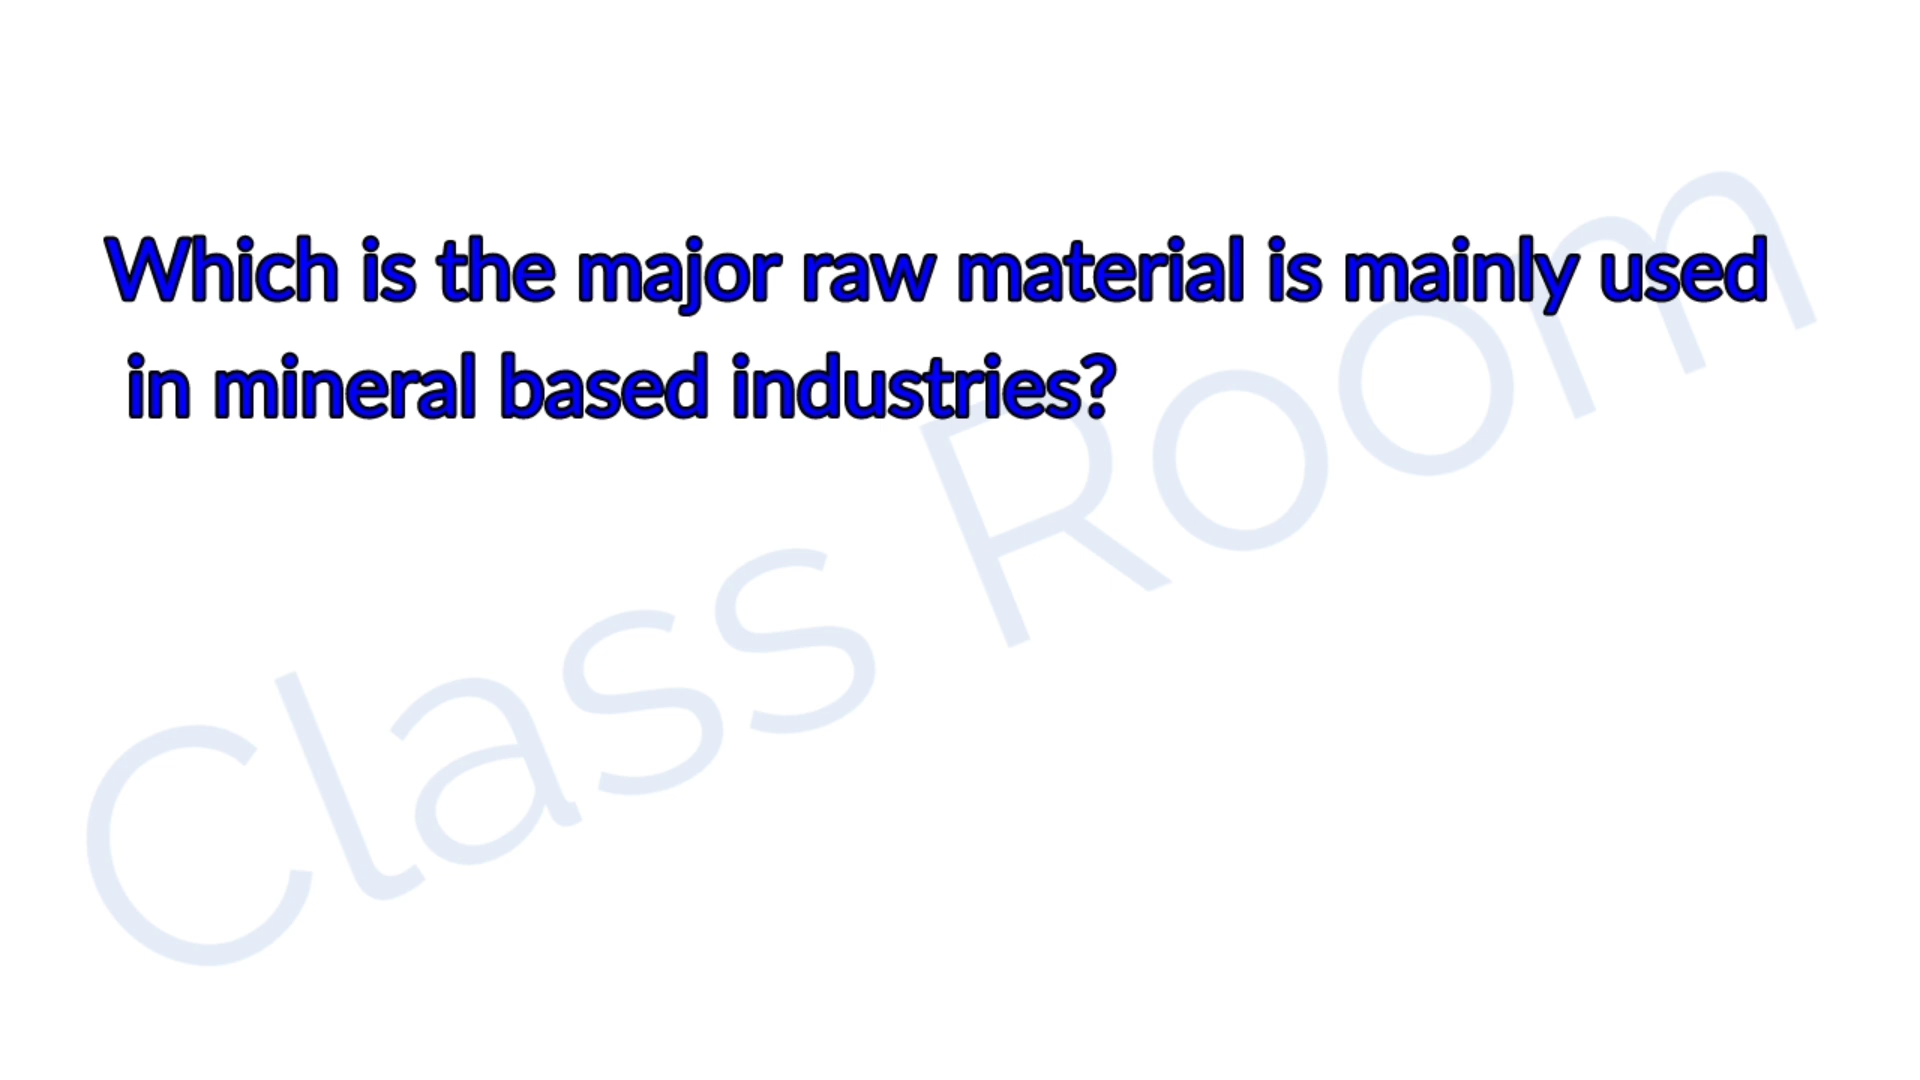 Which is the major raw material is mainly used
in mineral based industries?
Class Room